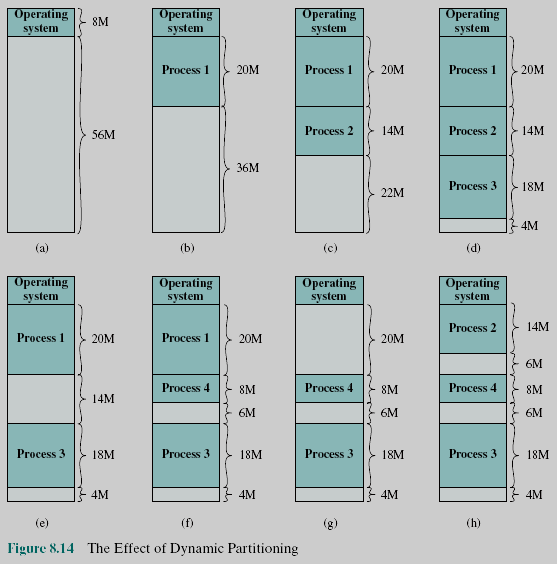 Operating
system
8M
56M
(a)
Operating
system
Process 1
20M
36M
(b)
Operating
system
Process 1
20M
Process 2
14M
22M
(c)
Operating
system
Process 1
20M
Process 2
14M
Process 3
18M
4M
(d)
Operating
system
Process 1
20M
14M
Process 3
18M
4M
(e)
Operating
system
Process 1
20M
Process 4
8M
6M
Process 3
18M
4M
(f)
Operating
system
20M
Process 4
8M
6M
Process 3
18M
4M
(g)
Operating
system
Process 2
14M
6M
Process 4
8M
6M
Process 3
18M
4M
(h)
Figure 8.14 The Effect of Dynamic Partitioning